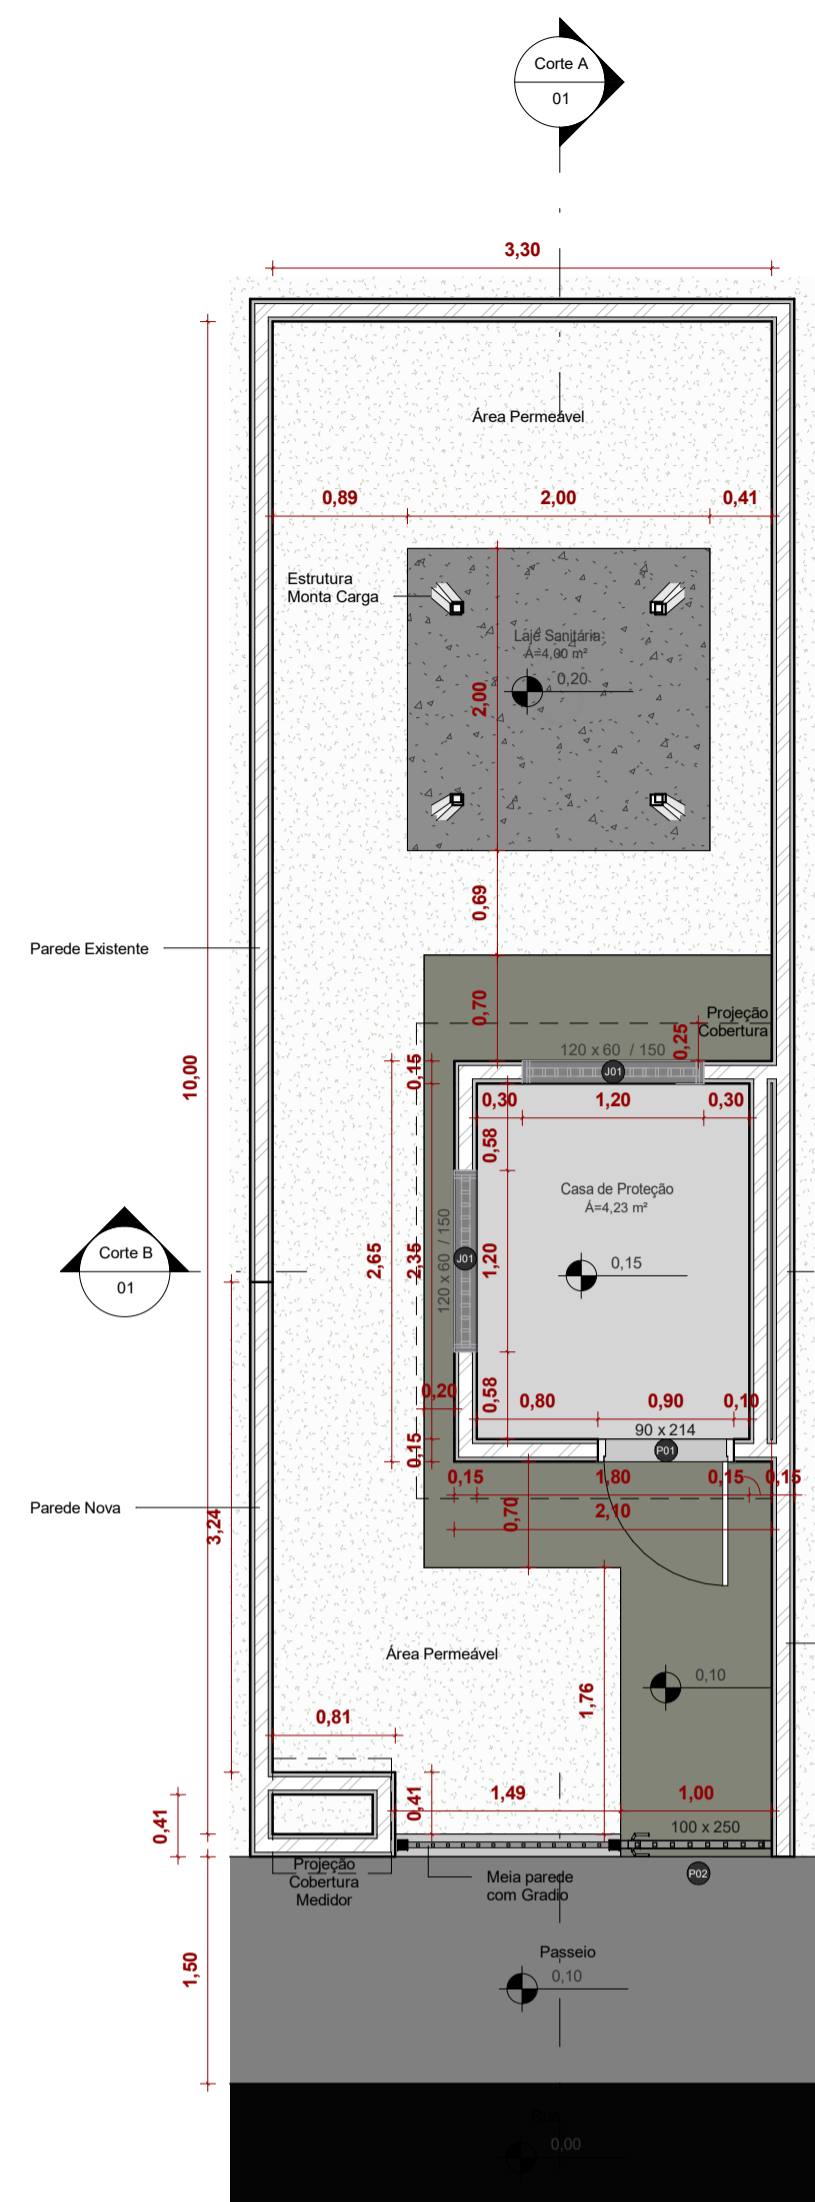 Corte A
01
3,30
Área Permeável
0,89
2,00
0,41
Estrutura
Monta Carga
Laje Sanitária
Á=4,00 m²
0,20
2,00
0,69
Parede Existente
0,70
Projeção
Cobertura
0,25
120 x 60 / 150
J01
10,00
0,15
0,30
1,20
0,30
0,58
Casa de Proteção
Á=4,23 m²
Corte B
01
2,65
2,35
120 x 60 / 150
J01
1,20
0,15
0,20
0,58
0,80
0,90
0,10
90 x 214
P01
0,15
0,15
1,80
0,15
0,15
2,10
0,70
Parede Nova
3,24
Área Permeável
0,10
1,76
0,81
0,41
0,41
1,49
1,00
100 x 250
Projeção
Cobertura
Medidor
Meia parede
com Gradio
P02
1,50
Passeio
0,10
Rua
0,00